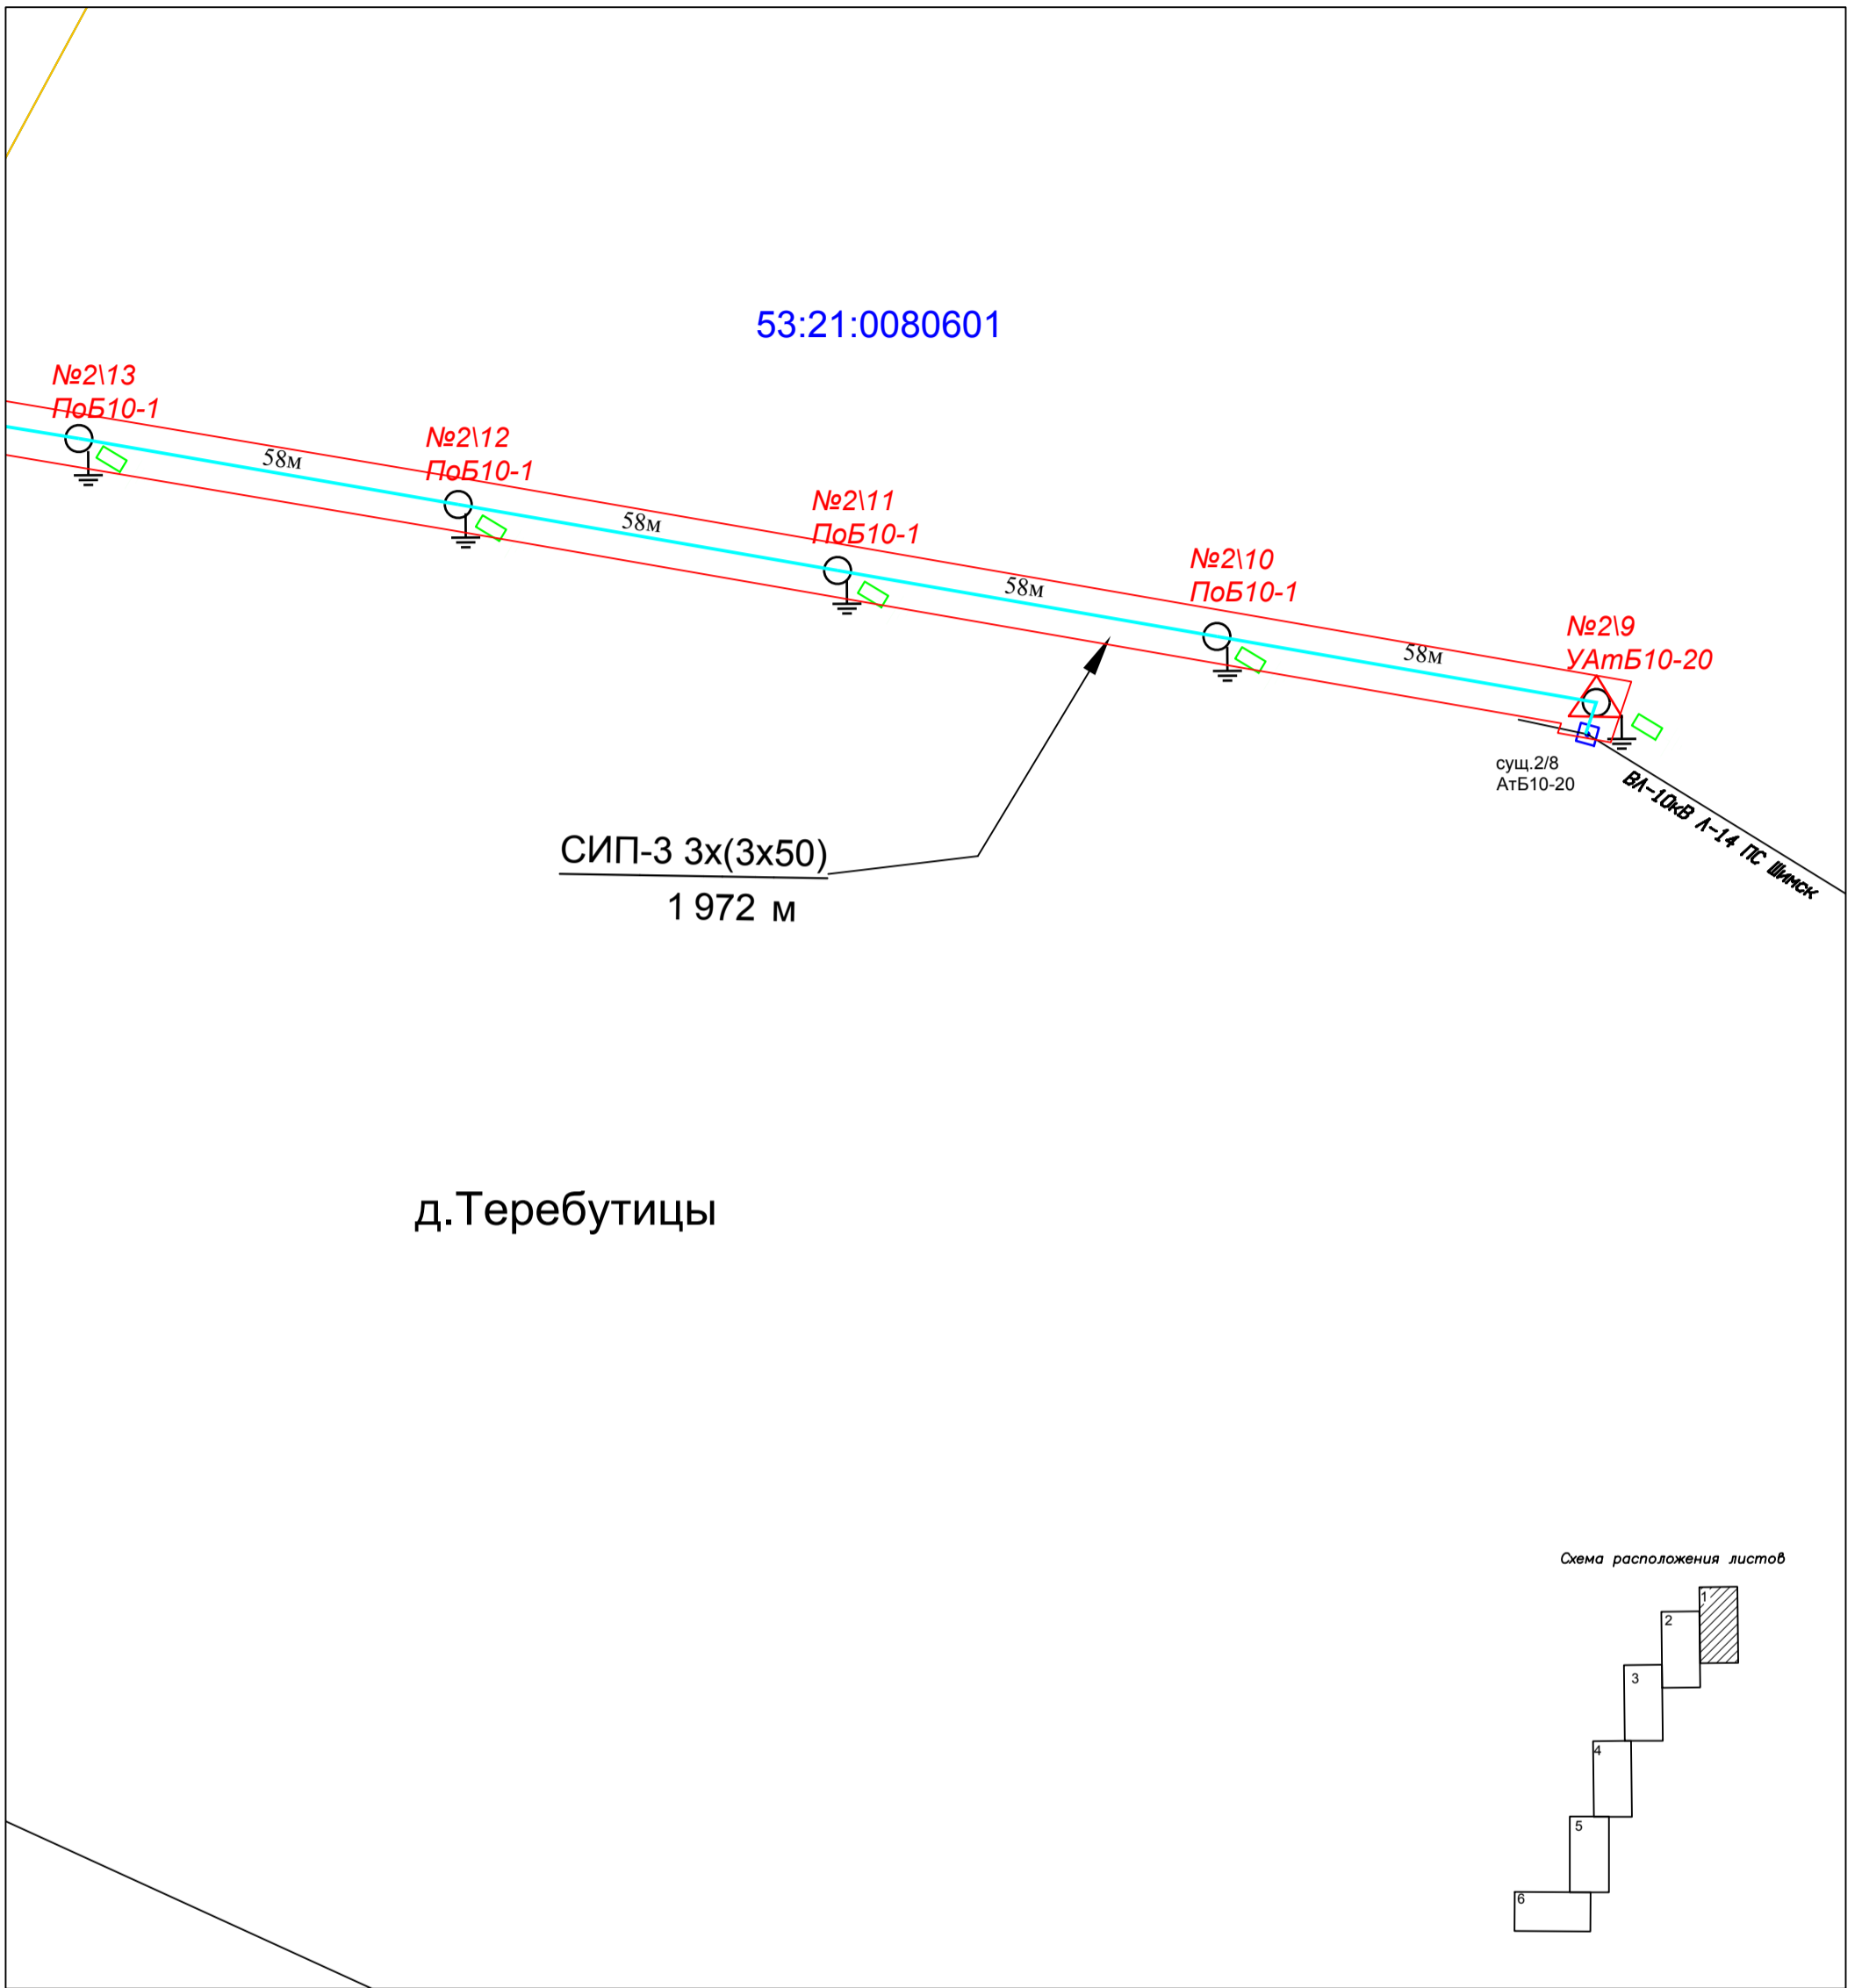 53:21:0080601
№2\13
ПоБ10-1
58м
№2\12
ПоБ10-1
58м
№2\11
ПоБ10-1
58м
№2\10
ПоБ10-1
58м
№2\9
УАтБ10-20
сущ.2/8
АтБ10-20
ВЛ-10кВ Л-14 ПС Шимск
СИП-3 3х(3х50)
1 972 м
д.Теребутицы
Схема расположения листов
1
2
3
4
5
6